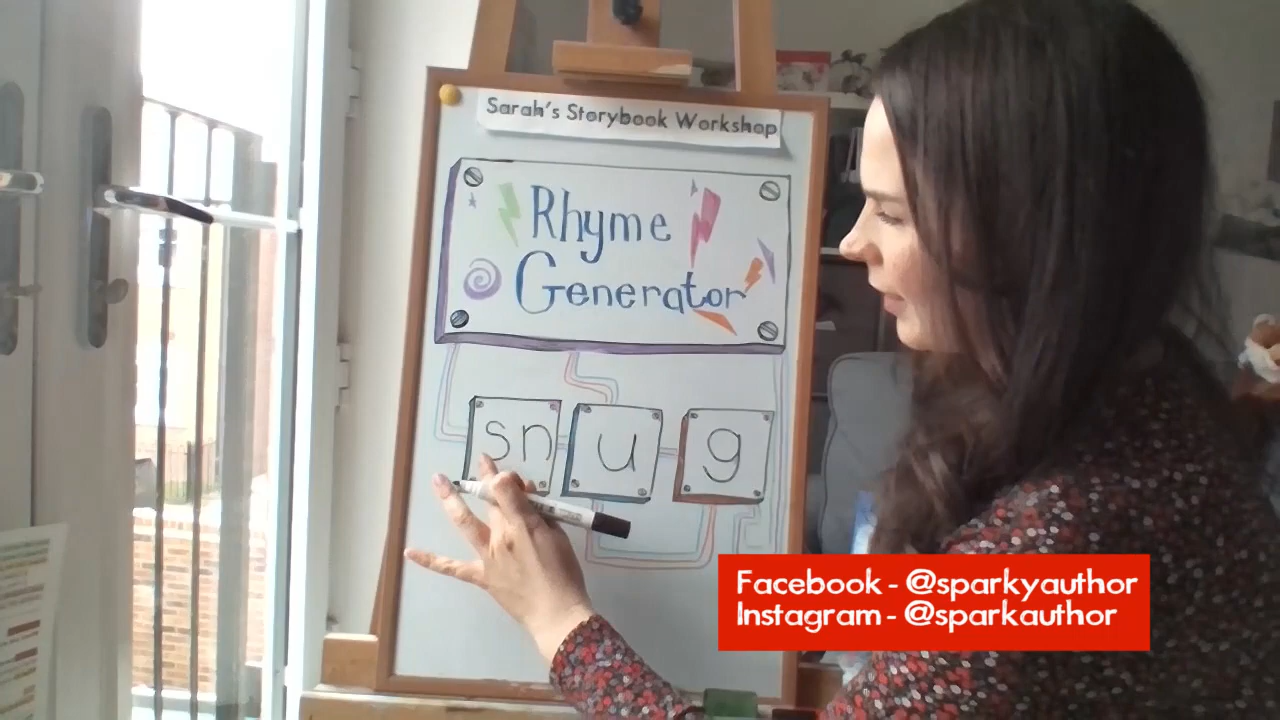 Sarah's Storybook Workshop
Rhyme
Generator
sn u g
Facebook - @sparkyauthor
Instagram - @sparkauthor